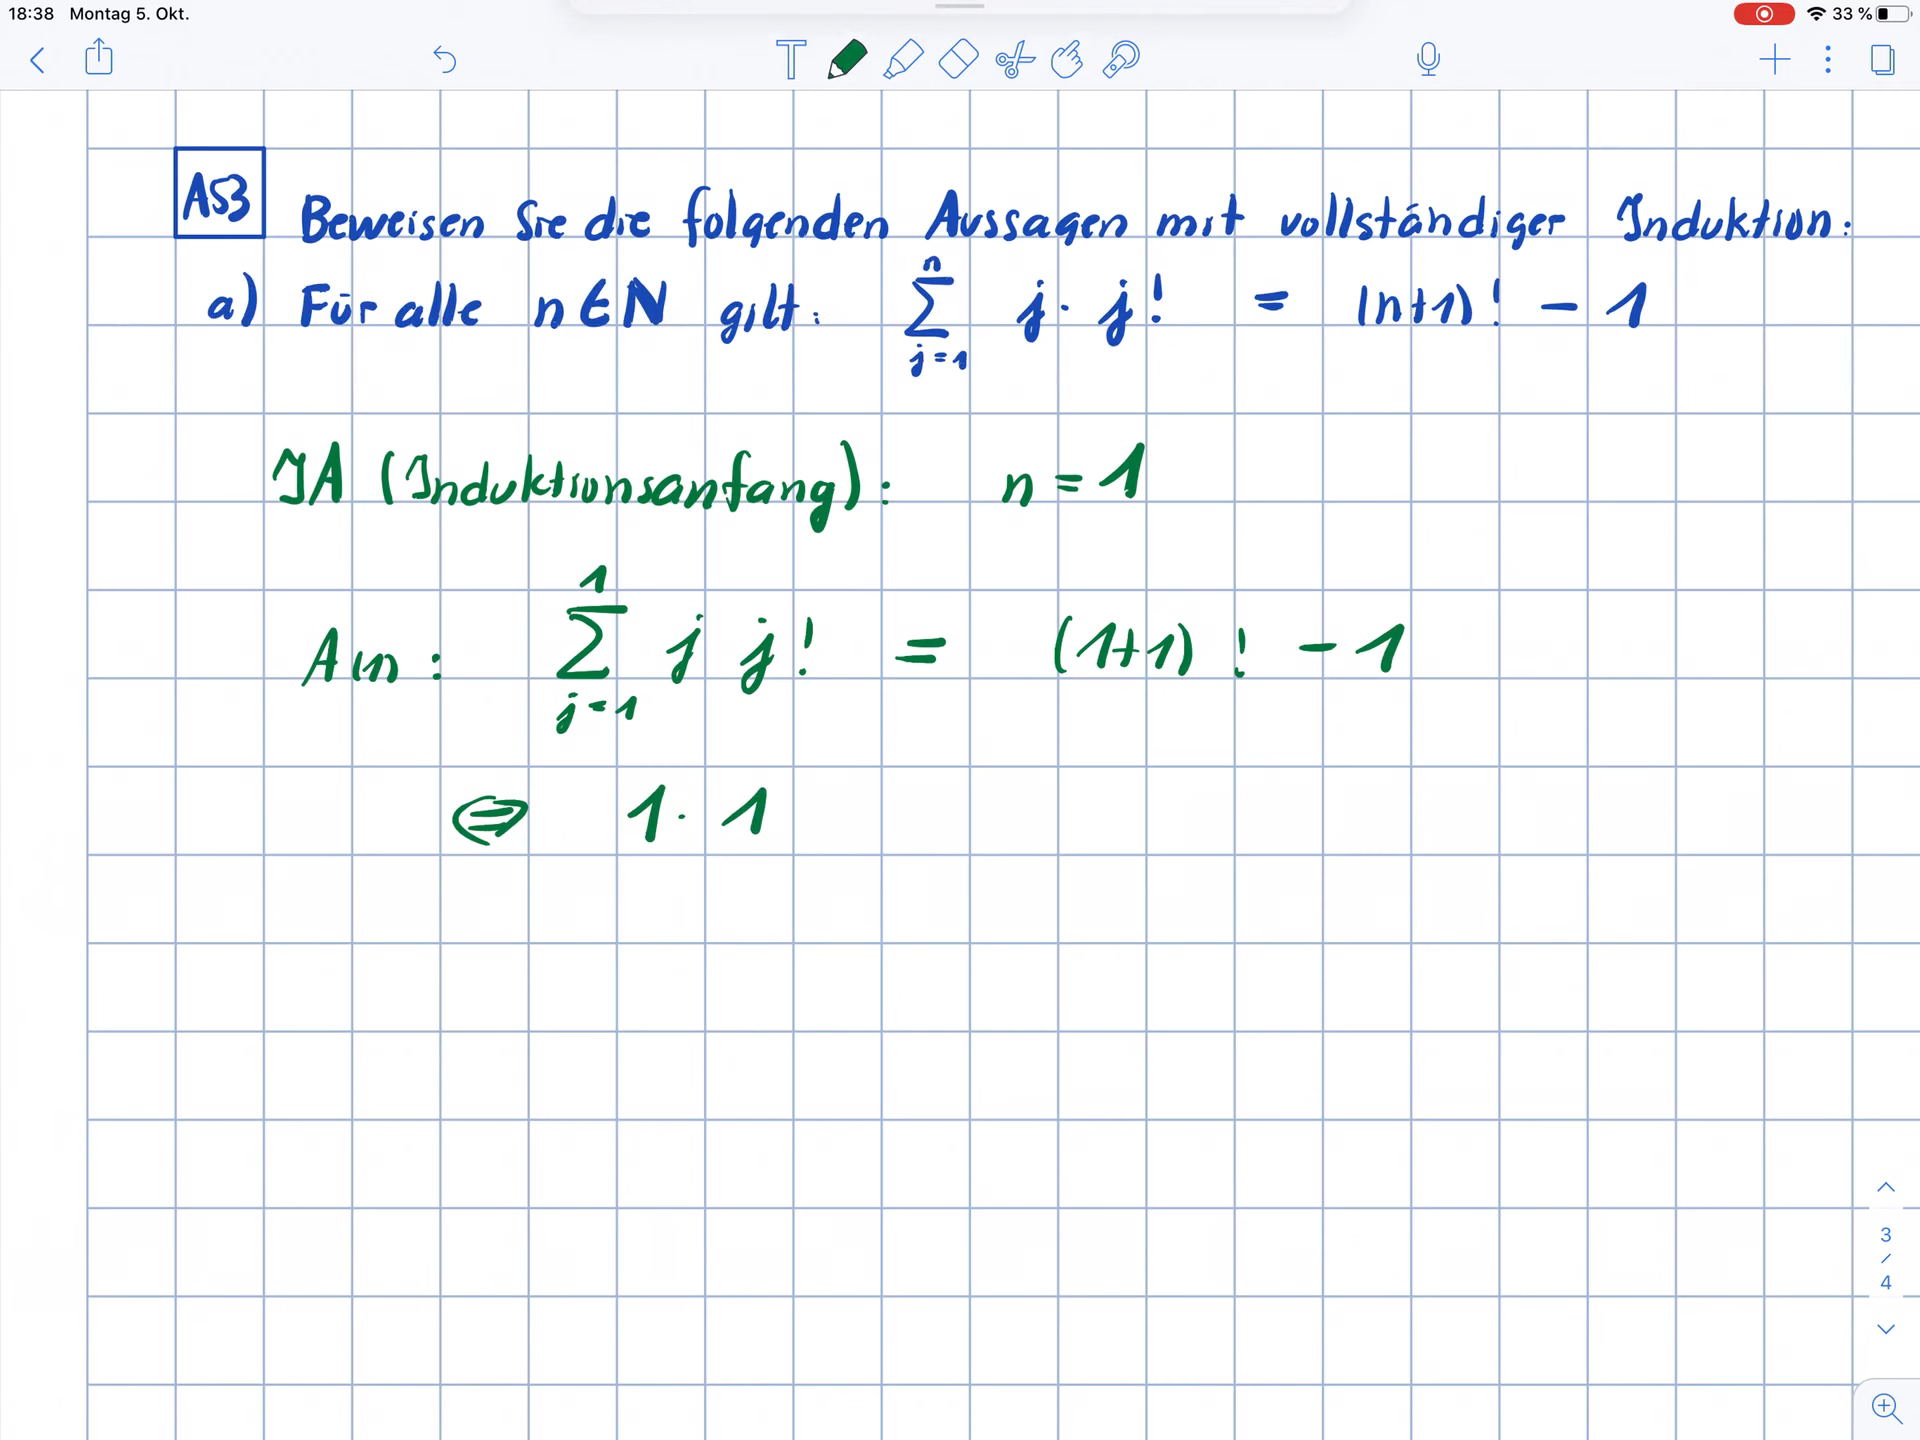 18:38 Montag 5. Okt. 33 %
A53 Beweisen Sie die folgenden Aussagen mit vollständiger Induktion:
a) Für alle n ∈ ℕ gilt: ∑_{j=1}^{n} j · j! = (n+1)! − 1
IA (Induktionsanfang): n = 1
A(1): ∑_{j=1}^{1} j j! = (1+1)! − 1
⇔ 1 · 1
3
/
4